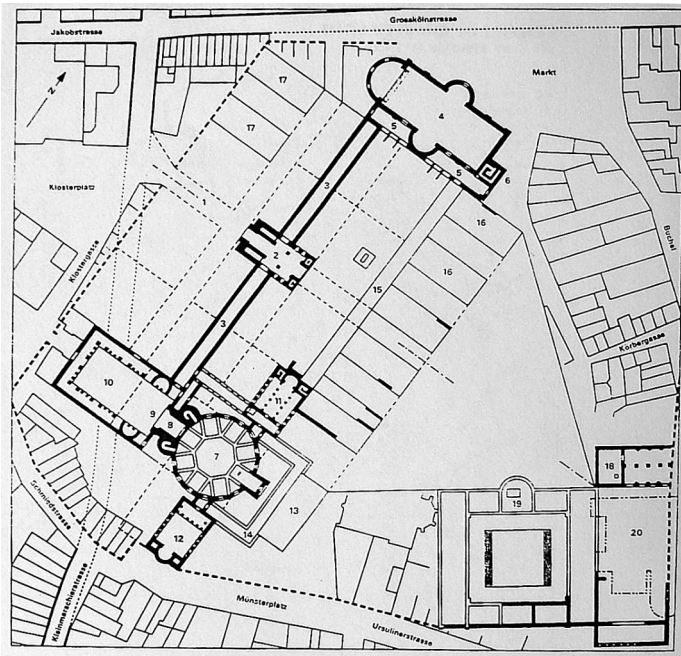 Grosskölnstrasse
Jakobstrasse
Markt
17
4
17
5
N
5
6
Klosterplatz
3
1
16
2
16
Büchel
Klostergasse
15
3
Körbergasse
10
11
9
8
7
18
19
Schmiedstrasse
13
20
12
14
Kleinmarschierstrasse
Münsterplatz
Ursulinerstrasse